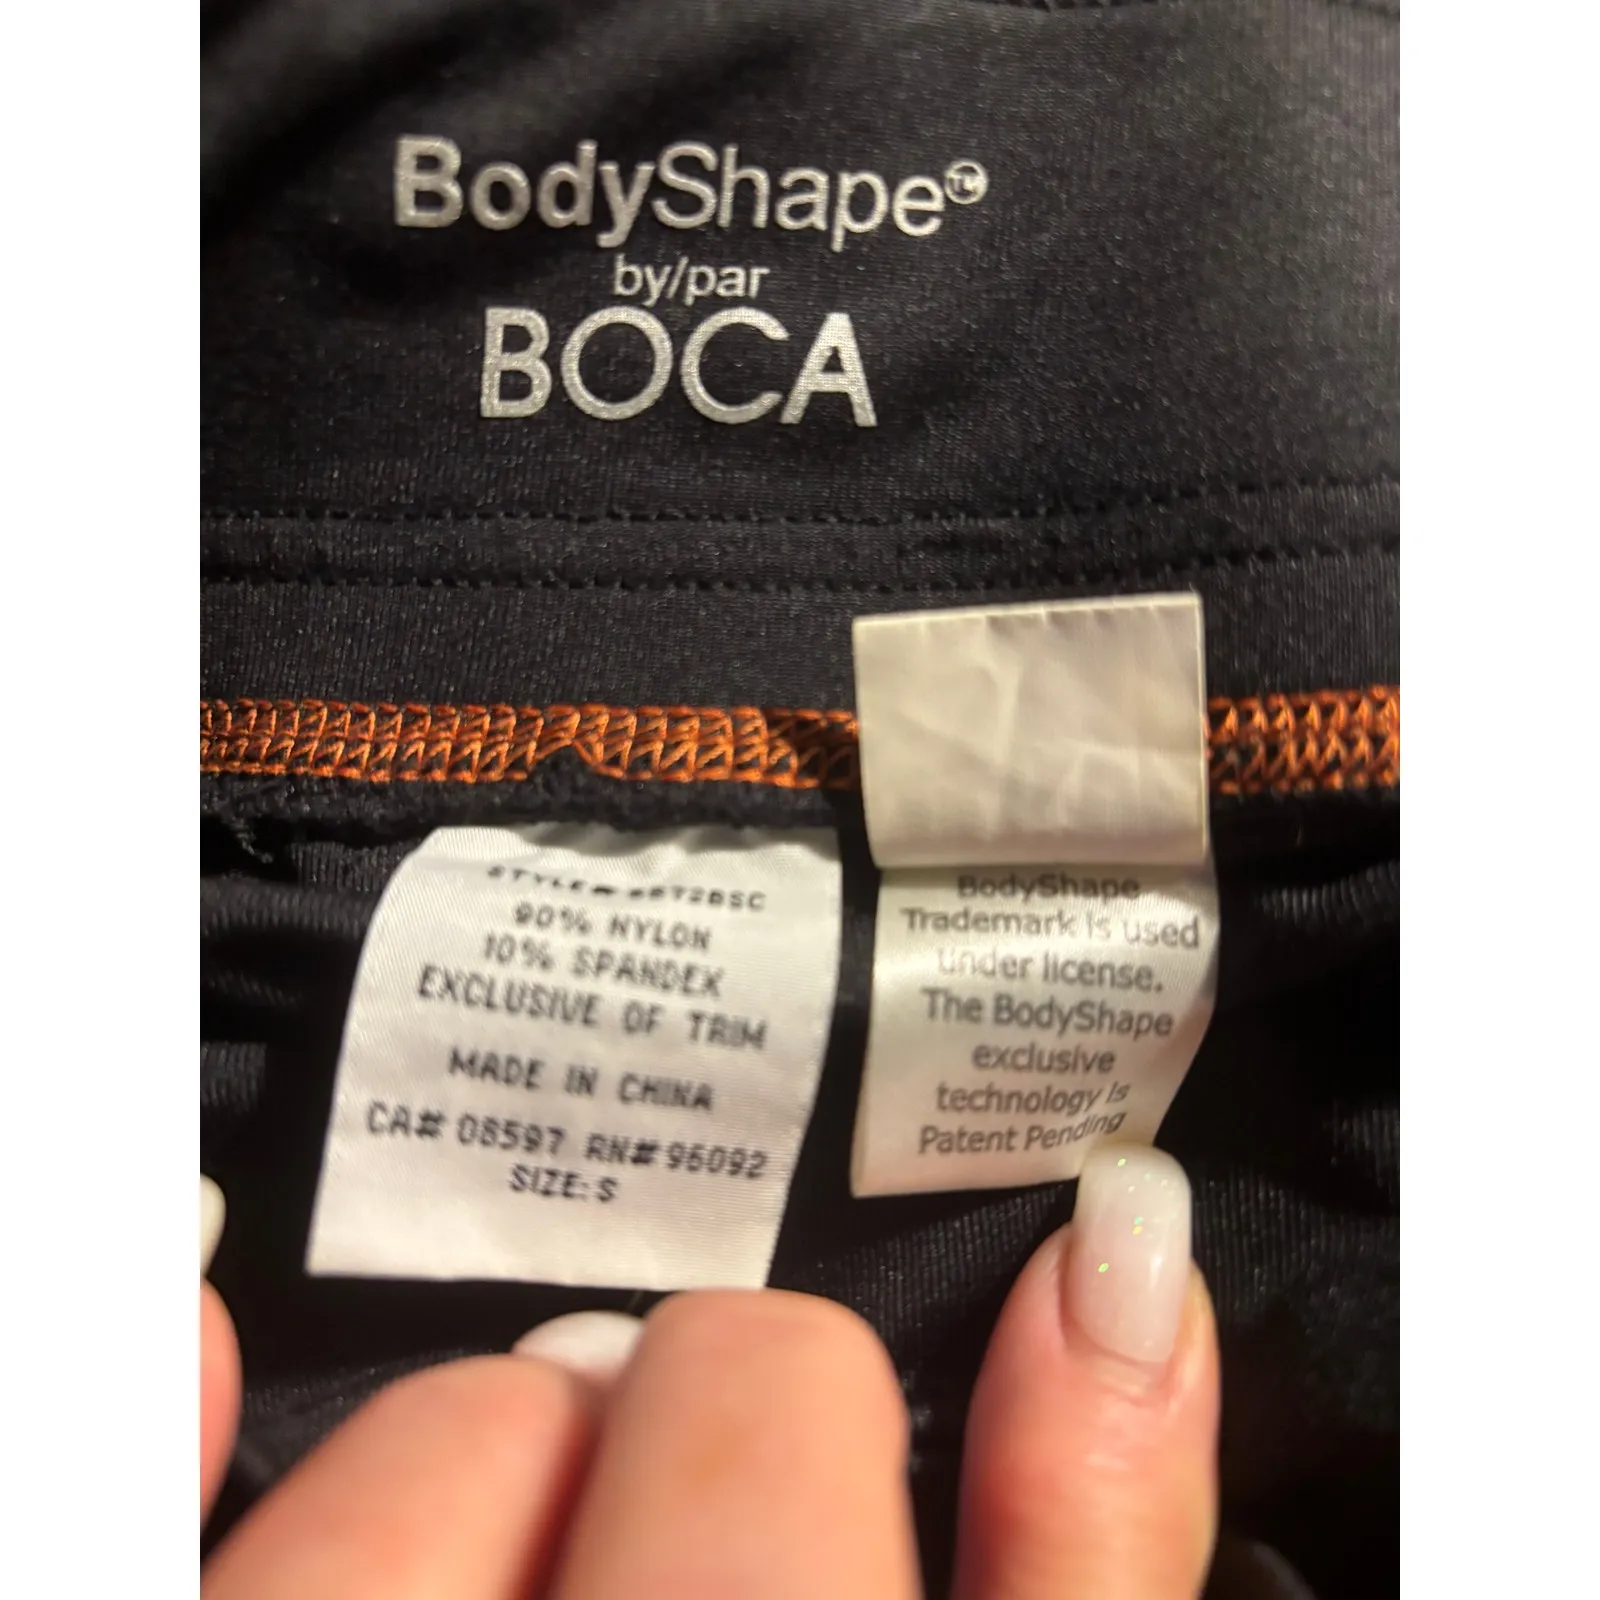 BodyShape™
by/par
BOCA
90% NYLON
10% SPANDEX
EXCLUSIVE OF TRIM
MADE IN CHINA
CA# 08597 RN# 96092
SIZE: S
BodyShape
Trademark is used
under license.
The BodyShape
exclusive
technology is
Patent Pending